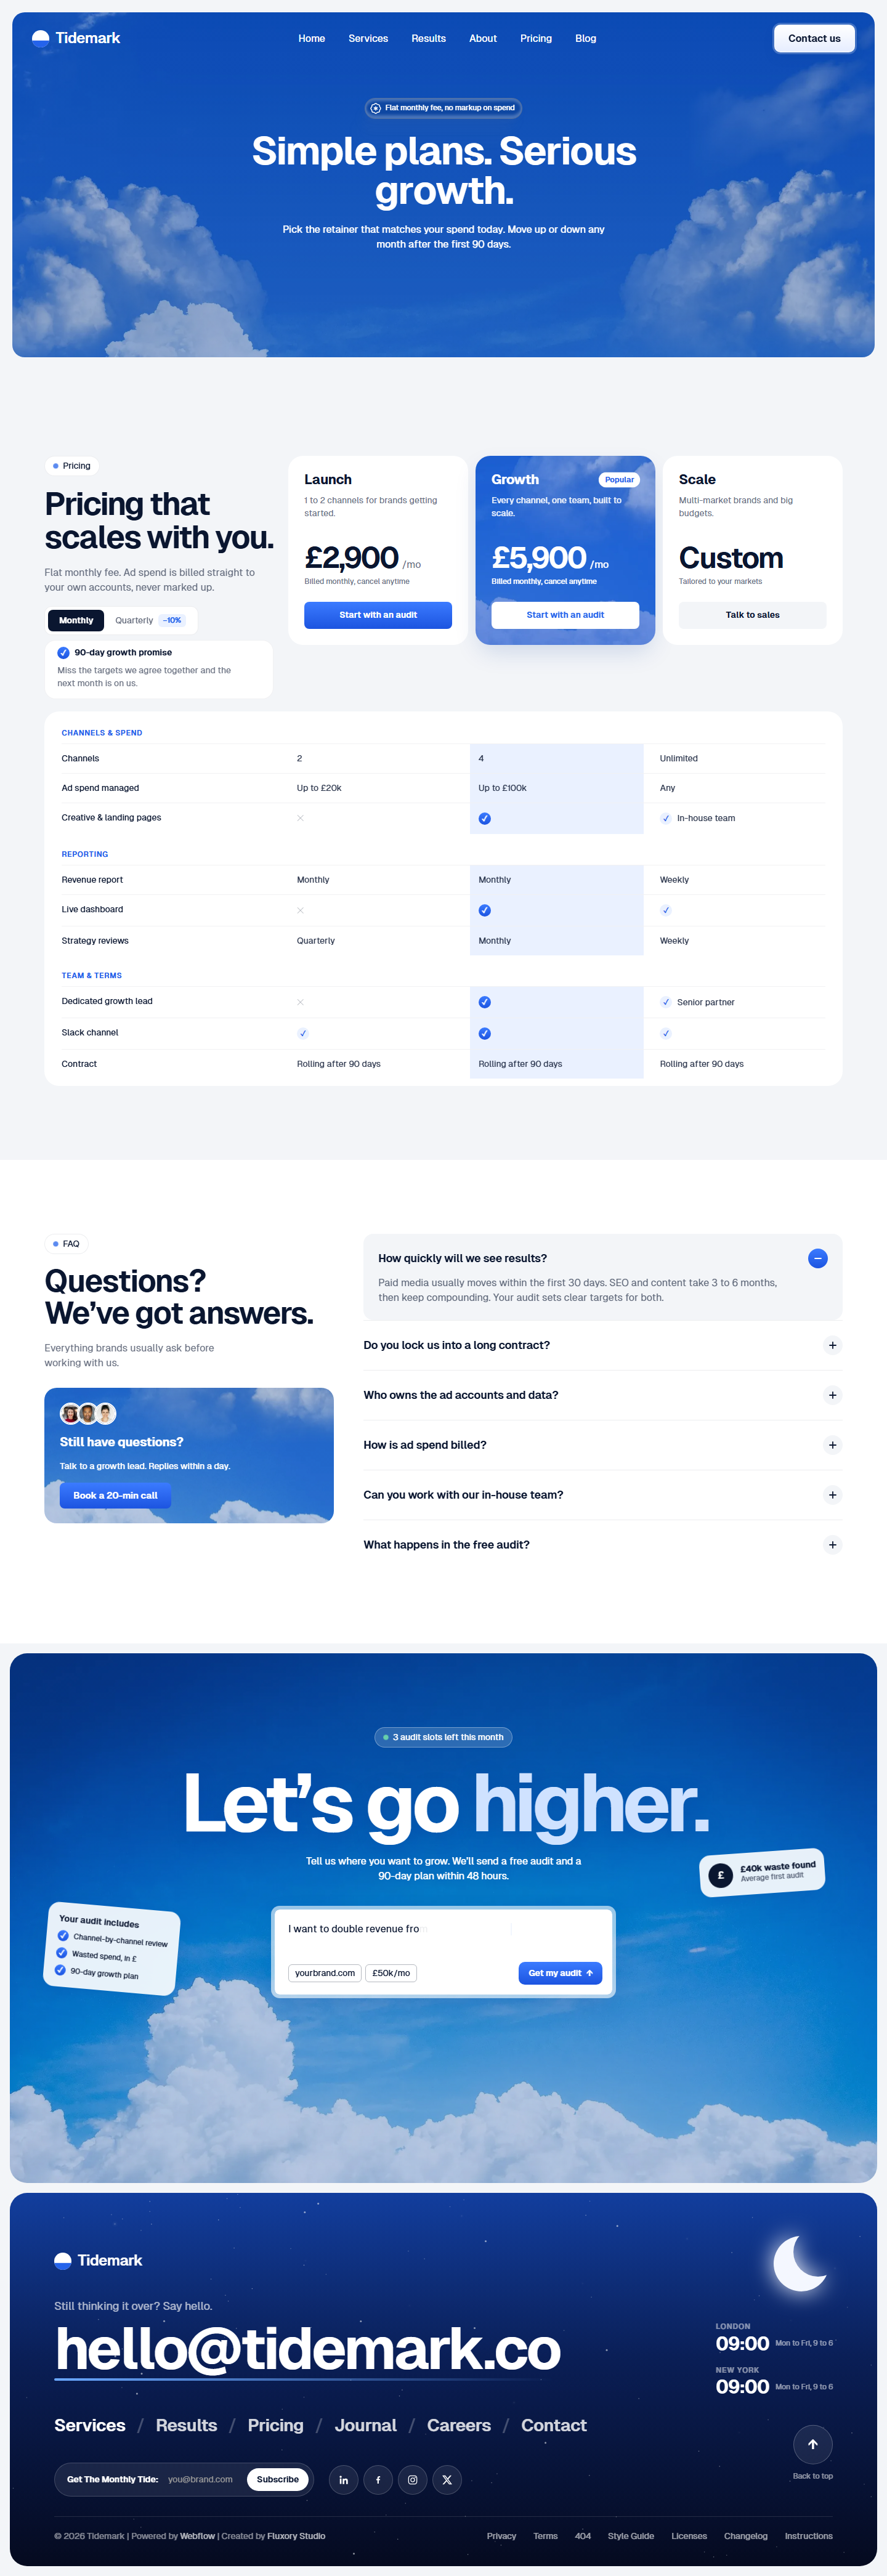 Tidemark
Home
Services
Results
About
Pricing
Blog
Contact us
Flat monthly fee, no markup on spend
Simple plans. Serious
growth.
Pick the retainer that matches your spend today. Move up or down any
month after the first 90 days.
Pricing
Pricing that
scales with you.
Flat monthly fee. Ad spend is billed straight to
your own accounts, never marked up.
Monthly
Quarterly
−10%
90-day growth promise
Miss the targets we agree together and the
next month is on us.
Launch
1 to 2 channels for brands getting
started.
£2,900 /mo
Billed monthly, cancel anytime
Start with an audit
Growth
Popular
Every channel, one team, built to
scale.
£5,900 /mo
Billed monthly, cancel anytime
Start with an audit
Scale
Multi-market brands and big
budgets.
Custom
Tailored to your markets
Talk to sales
CHANNELS & SPEND
Channels 2 4 Unlimited
Ad spend managed Up to £20k Up to £100k Any
Creative & landing pages In-house team
REPORTING
Revenue report Monthly Monthly Weekly
Live dashboard
Strategy reviews Quarterly Monthly Weekly
TEAM & TERMS
Dedicated growth lead Senior partner
Slack channel
Contract Rolling after 90 days Rolling after 90 days Rolling after 90 days
FAQ
Questions?
We’ve got answers.
Everything brands usually ask before
working with us.
Still have questions?
Talk to a growth lead. Replies within a day.
Book a 20-min call
How quickly will we see results?
Paid media usually moves within the first 30 days. SEO and content take 3 to 6 months,
then keep compounding. Your audit sets clear targets for both.
Do you lock us into a long contract?
Who owns the ad accounts and data?
How is ad spend billed?
Can you work with our in-house team?
What happens in the free audit?
3 audit slots left this month
Let’s go higher.
Tell us where you want to grow. We’ll send a free audit and a
90-day plan within 48 hours.
£
£40k waste found
Average first audit
Your audit includes
Channel-by-channel review
Wasted spend, in £
90-day growth plan
I want to double revenue from
yourbrand.com
£50k/mo
Get my audit
Tidemark
Still thinking it over? Say hello.
hello@tidemark.co
LONDON
09:00 Mon to Fri, 9 to 6
NEW YORK
09:00 Mon to Fri, 9 to 6
Services / Results / Pricing / Journal / Careers / Contact
Back to top
Get The Monthly Tide:
you@brand.com
Subscribe
© 2026 Tidemark | Powered by Webflow | Created by Fluxory Studio
Privacy
Terms
404
Style Guide
Licenses
Changelog
Instructions